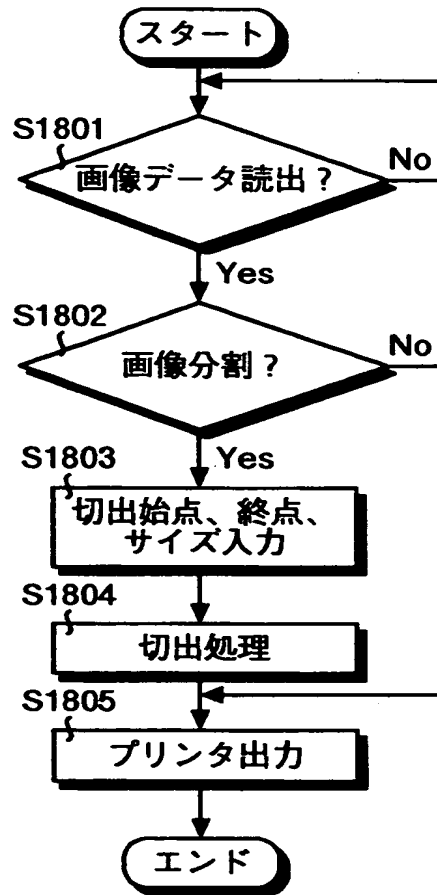 スタート
S1801
画像データ読出？
No
Yes
S1802
画像分割？
No
Yes
S1803
切出始点、終点、
サイズ入力
S1804
切出処理
S1805
プリンタ出力
エンド